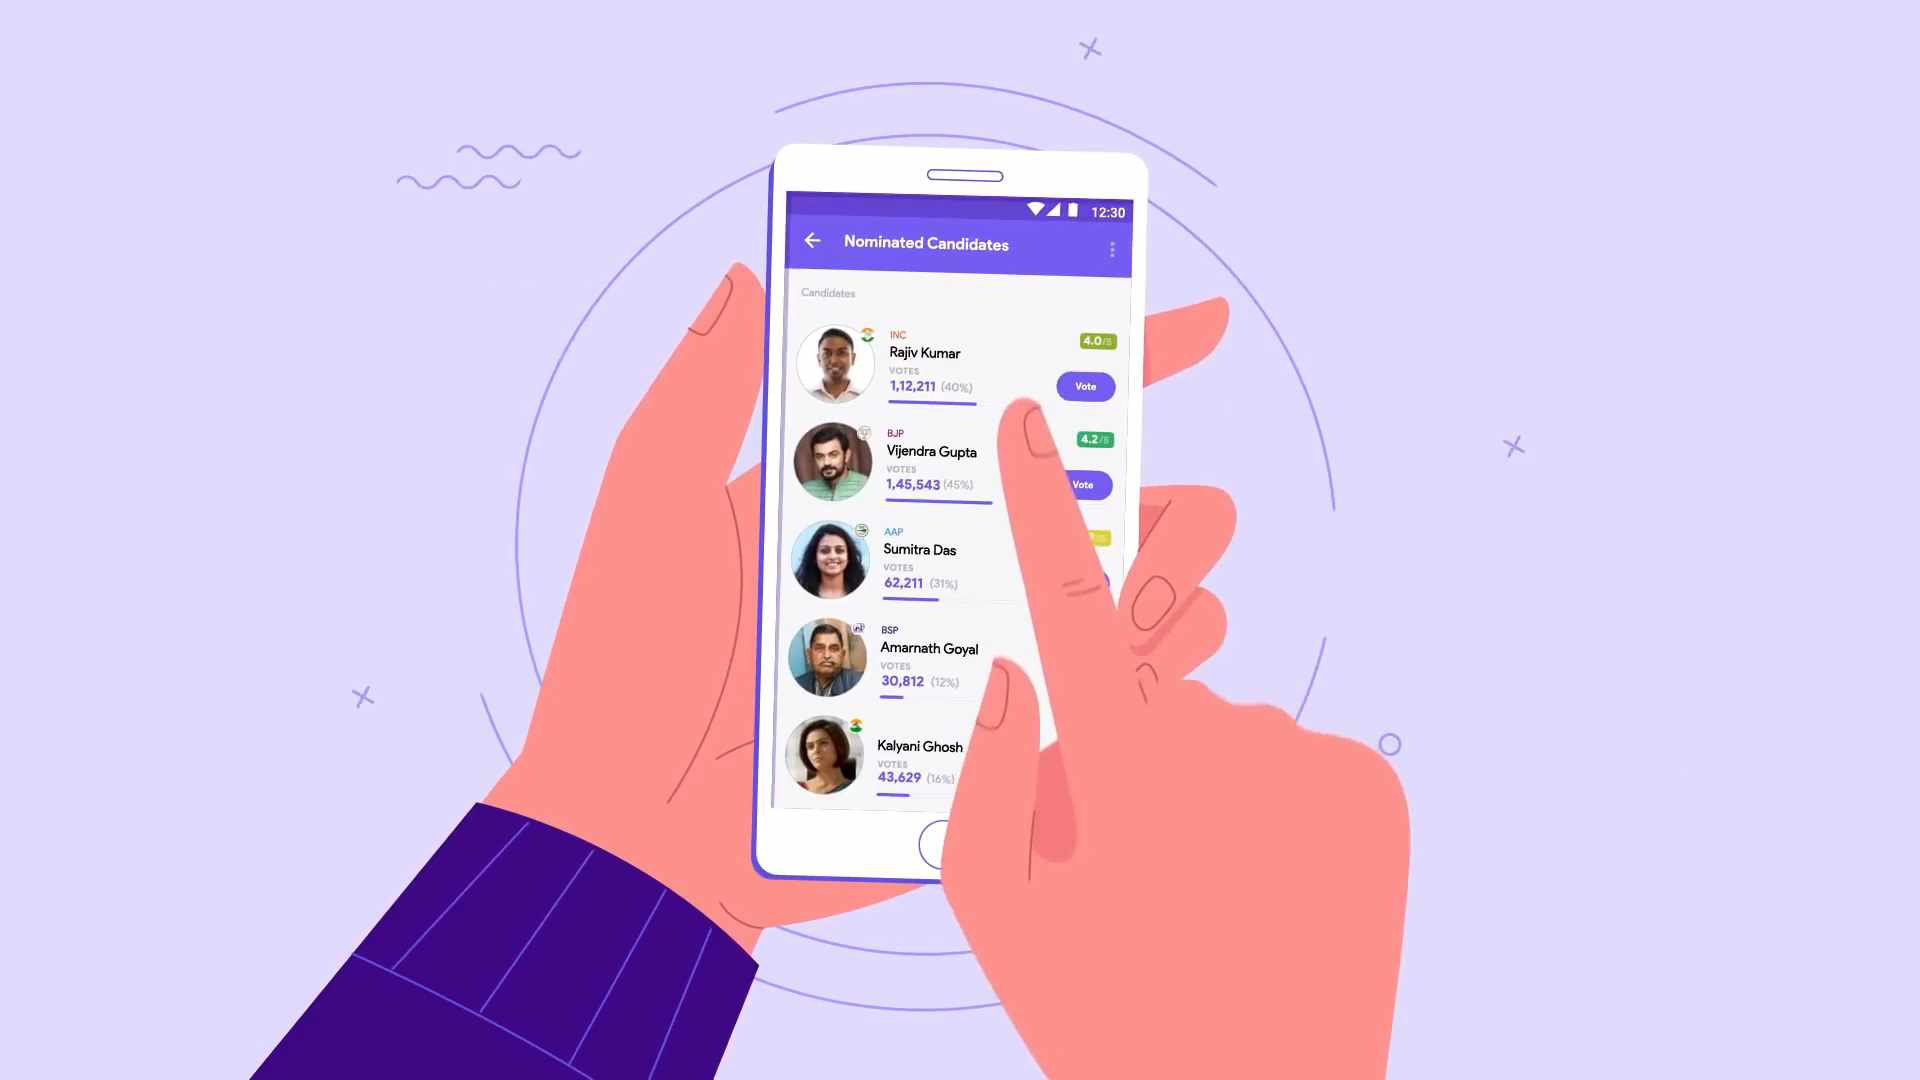 12:30
Nominated Candidates
Candidates
INC
4.0/5
Rajiv Kumar
VOTES
1,12,211 (40%)
Vote
BJP
4.2/5
Vijendra Gupta
VOTES
1,45,543 (45%)
Vote
AAP
Sumitra Das
VOTES
62,211 (31%)
BSP
Amarnath Goyal
VOTES
30,812 (12%)
Kalyani Ghosh
VOTES
43,629 (16%)